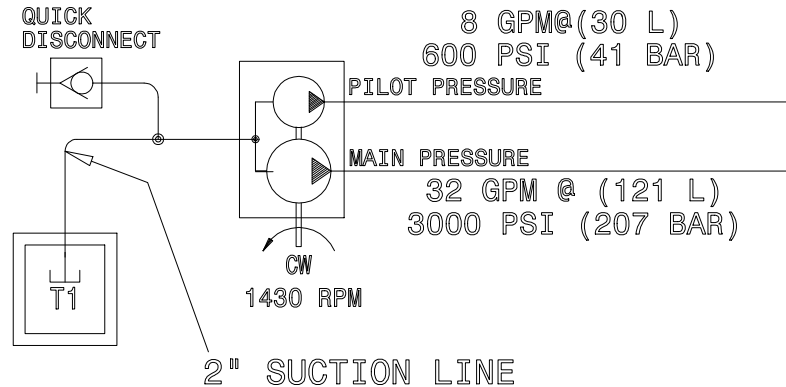 QUICK
DISCONNECT
8 GPM@(30 L)
600 PSI (41 BAR)
PILOT PRESSURE
MAIN PRESSURE
32 GPM @ (121 L)
3000 PSI (207 BAR)
CW
1430 RPM
T1
2" SUCTION LINE